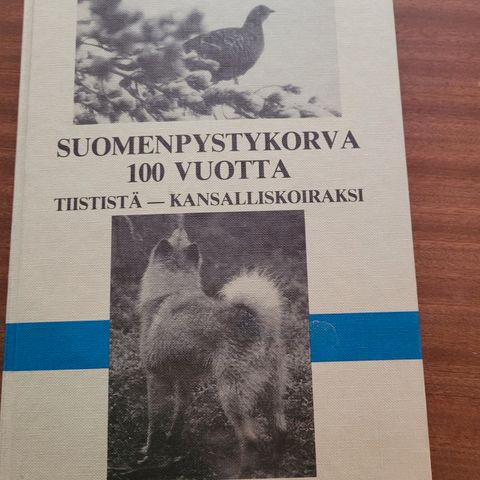 SUOMENPYSTYKORVA
100 VUOTTA
TIISTISTÄ — KANSALLISKOIRAKSI